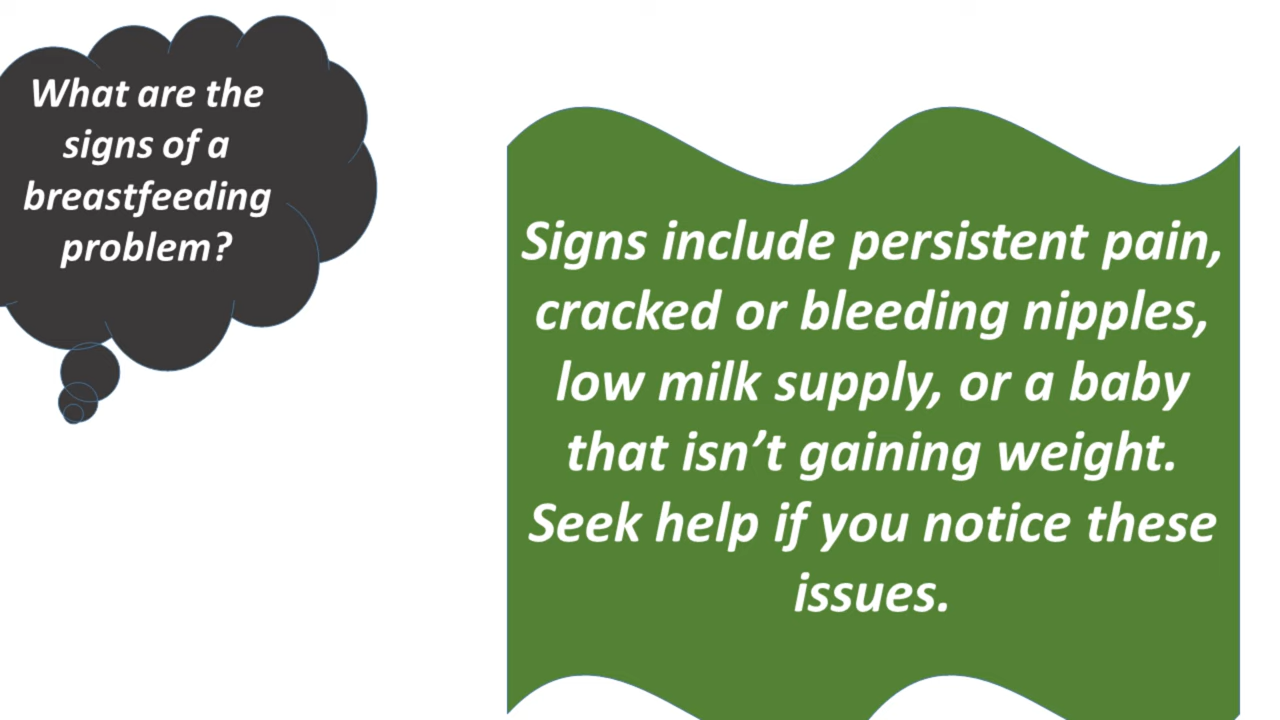 What are the
signs of a
breastfeeding
problem?
Signs include persistent pain,
cracked or bleeding nipples,
low milk supply, or a baby
that isn’t gaining weight.
Seek help if you notice these
issues.